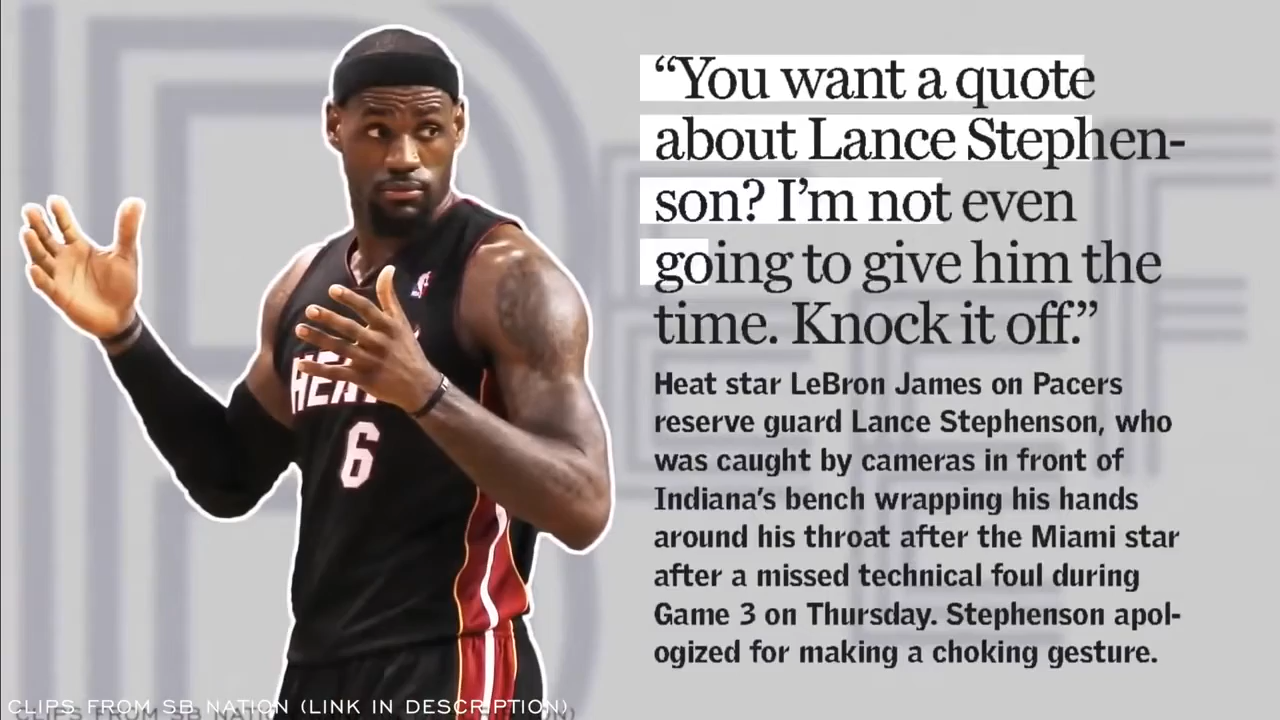 “You want a quote
about Lance Stephen-
son? I’m not even
going to give him the
time. Knock it off.”
Heat star LeBron James on Pacers
reserve guard Lance Stephenson, who
was caught by cameras in front of
Indiana’s bench wrapping his hands
around his throat after the Miami star
after a missed technical foul during
Game 3 on Thursday. Stephenson apol-
ogized for making a choking gesture.
HEAT
6
CLIPS FROM SB NATION (LINK IN DESCRIPTION)